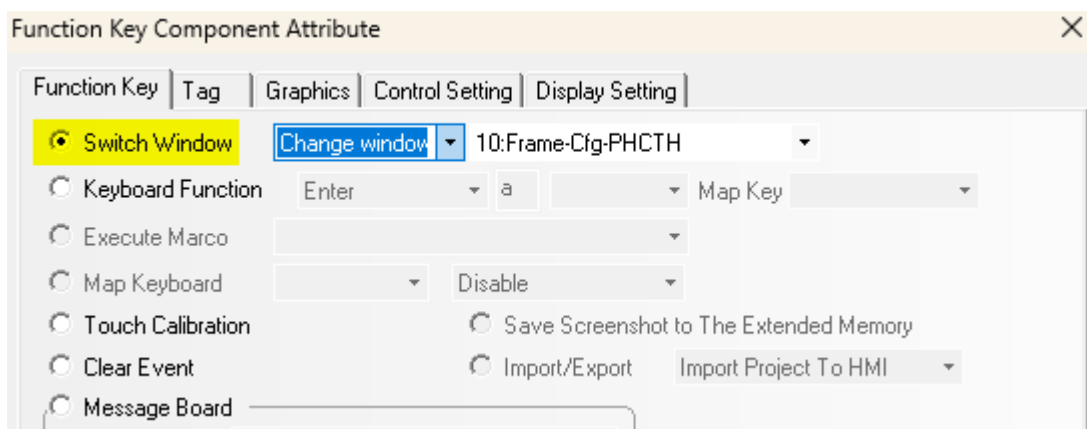 Function Key Component Attribute
Function Key Tag Graphics Control Setting Display Setting
Switch Window Change window 10:Frame-Cfg-PHCTH
Keyboard Function Enter a Map Key
Execute Marco
Map Keyboard Disable
Touch Calibration Save Screenshot to The Extended Memory
Clear Event Import/Export Import Project To HMI
Message Board